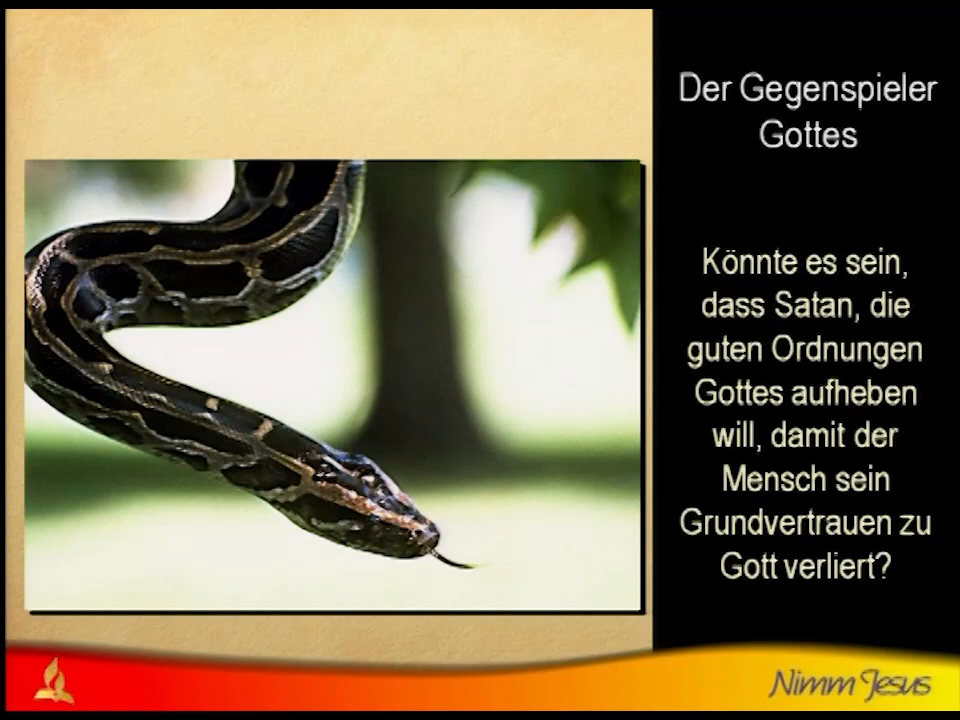 Der Gegenspieler
Gottes
Könnte es sein,
dass Satan, die
guten Ordnungen
Gottes aufheben
will, damit der
Mensch sein
Grundvertrauen zu
Gott verliert?
Nimm Jesus